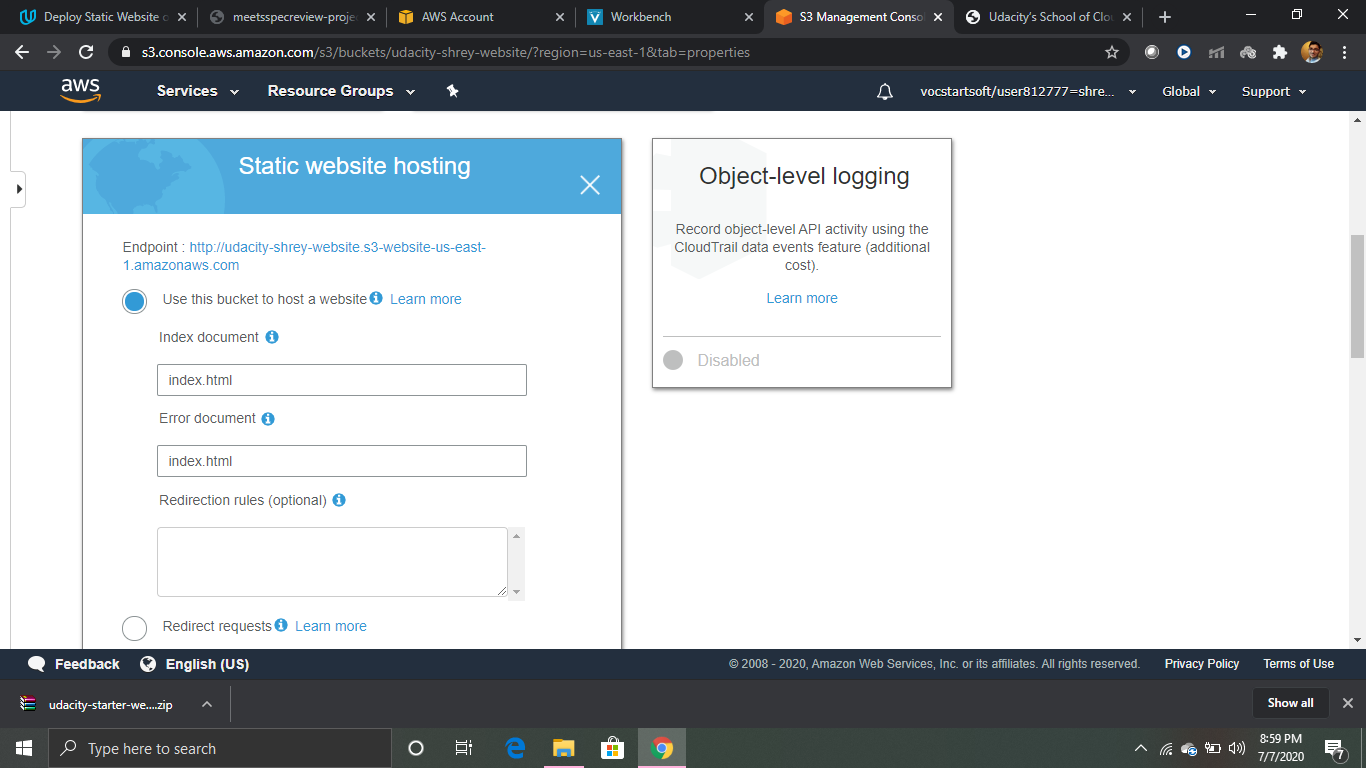 Deploy Static Website o
meetsspecreview-proje
AWS Account
Workbench
S3 Management Conso
Udacity's School of Clou
s3.console.aws.amazon.com/s3/buckets/udacity-shrey-website/?region=us-east-1&tab=properties
aws
Services
Resource Groups
vocstartsoft/user812777=shre...
Global
Support
Static website hosting
Endpoint : http://udacity-shrey-website.s3-website-us-east-
1.amazonaws.com
Use this bucket to host a website
Learn more
Index document
index.html
Error document
index.html
Redirection rules (optional)
Redirect requests
Learn more
Object-level logging
Record object-level API activity using the
CloudTrail data events feature (additional
cost).
Learn more
Disabled
Feedback
English (US)
© 2008 - 2020, Amazon Web Services, Inc. or its affiliates. All rights reserved.
Privacy Policy
Terms of Use
udacity-starter-we....zip
Show all
Type here to search
8:59 PM
7/7/2020
7